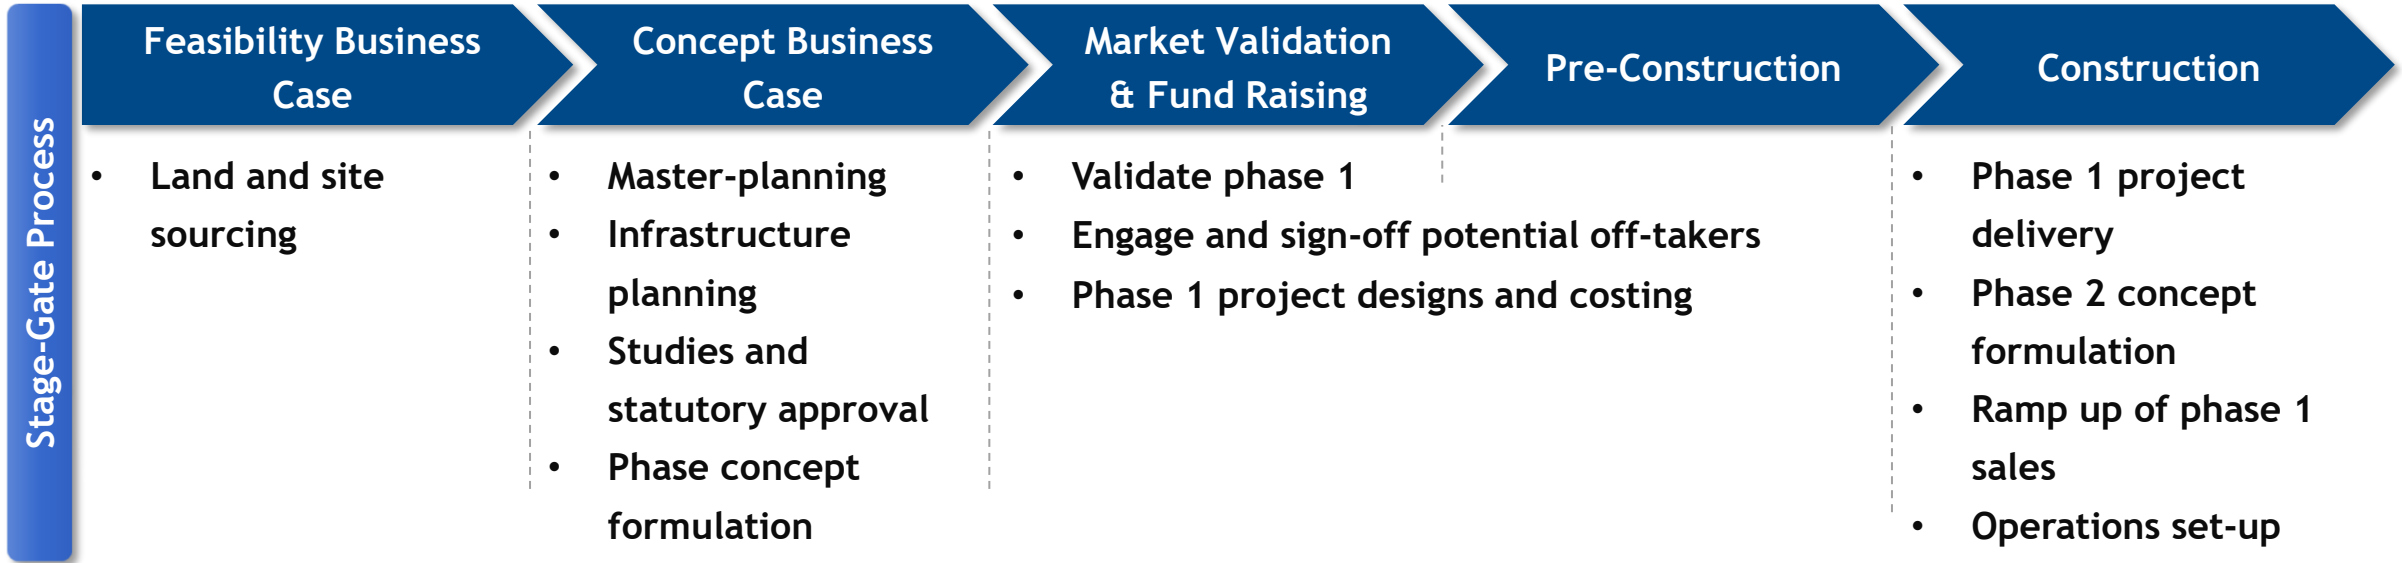 Stage-Gate Process
Feasibility Business
Case
Concept Business
Case
Market Validation
& Fund Raising
Pre-Construction
Construction
• Land and site
sourcing
• Master-planning
• Infrastructure
planning
• Studies and
statutory approval
• Phase concept
formulation
• Validate phase 1
• Engage and sign-off potential off-takers
• Phase 1 project designs and costing
• Phase 1 project
delivery
• Phase 2 concept
formulation
• Ramp up of phase 1
sales
• Operations set-up